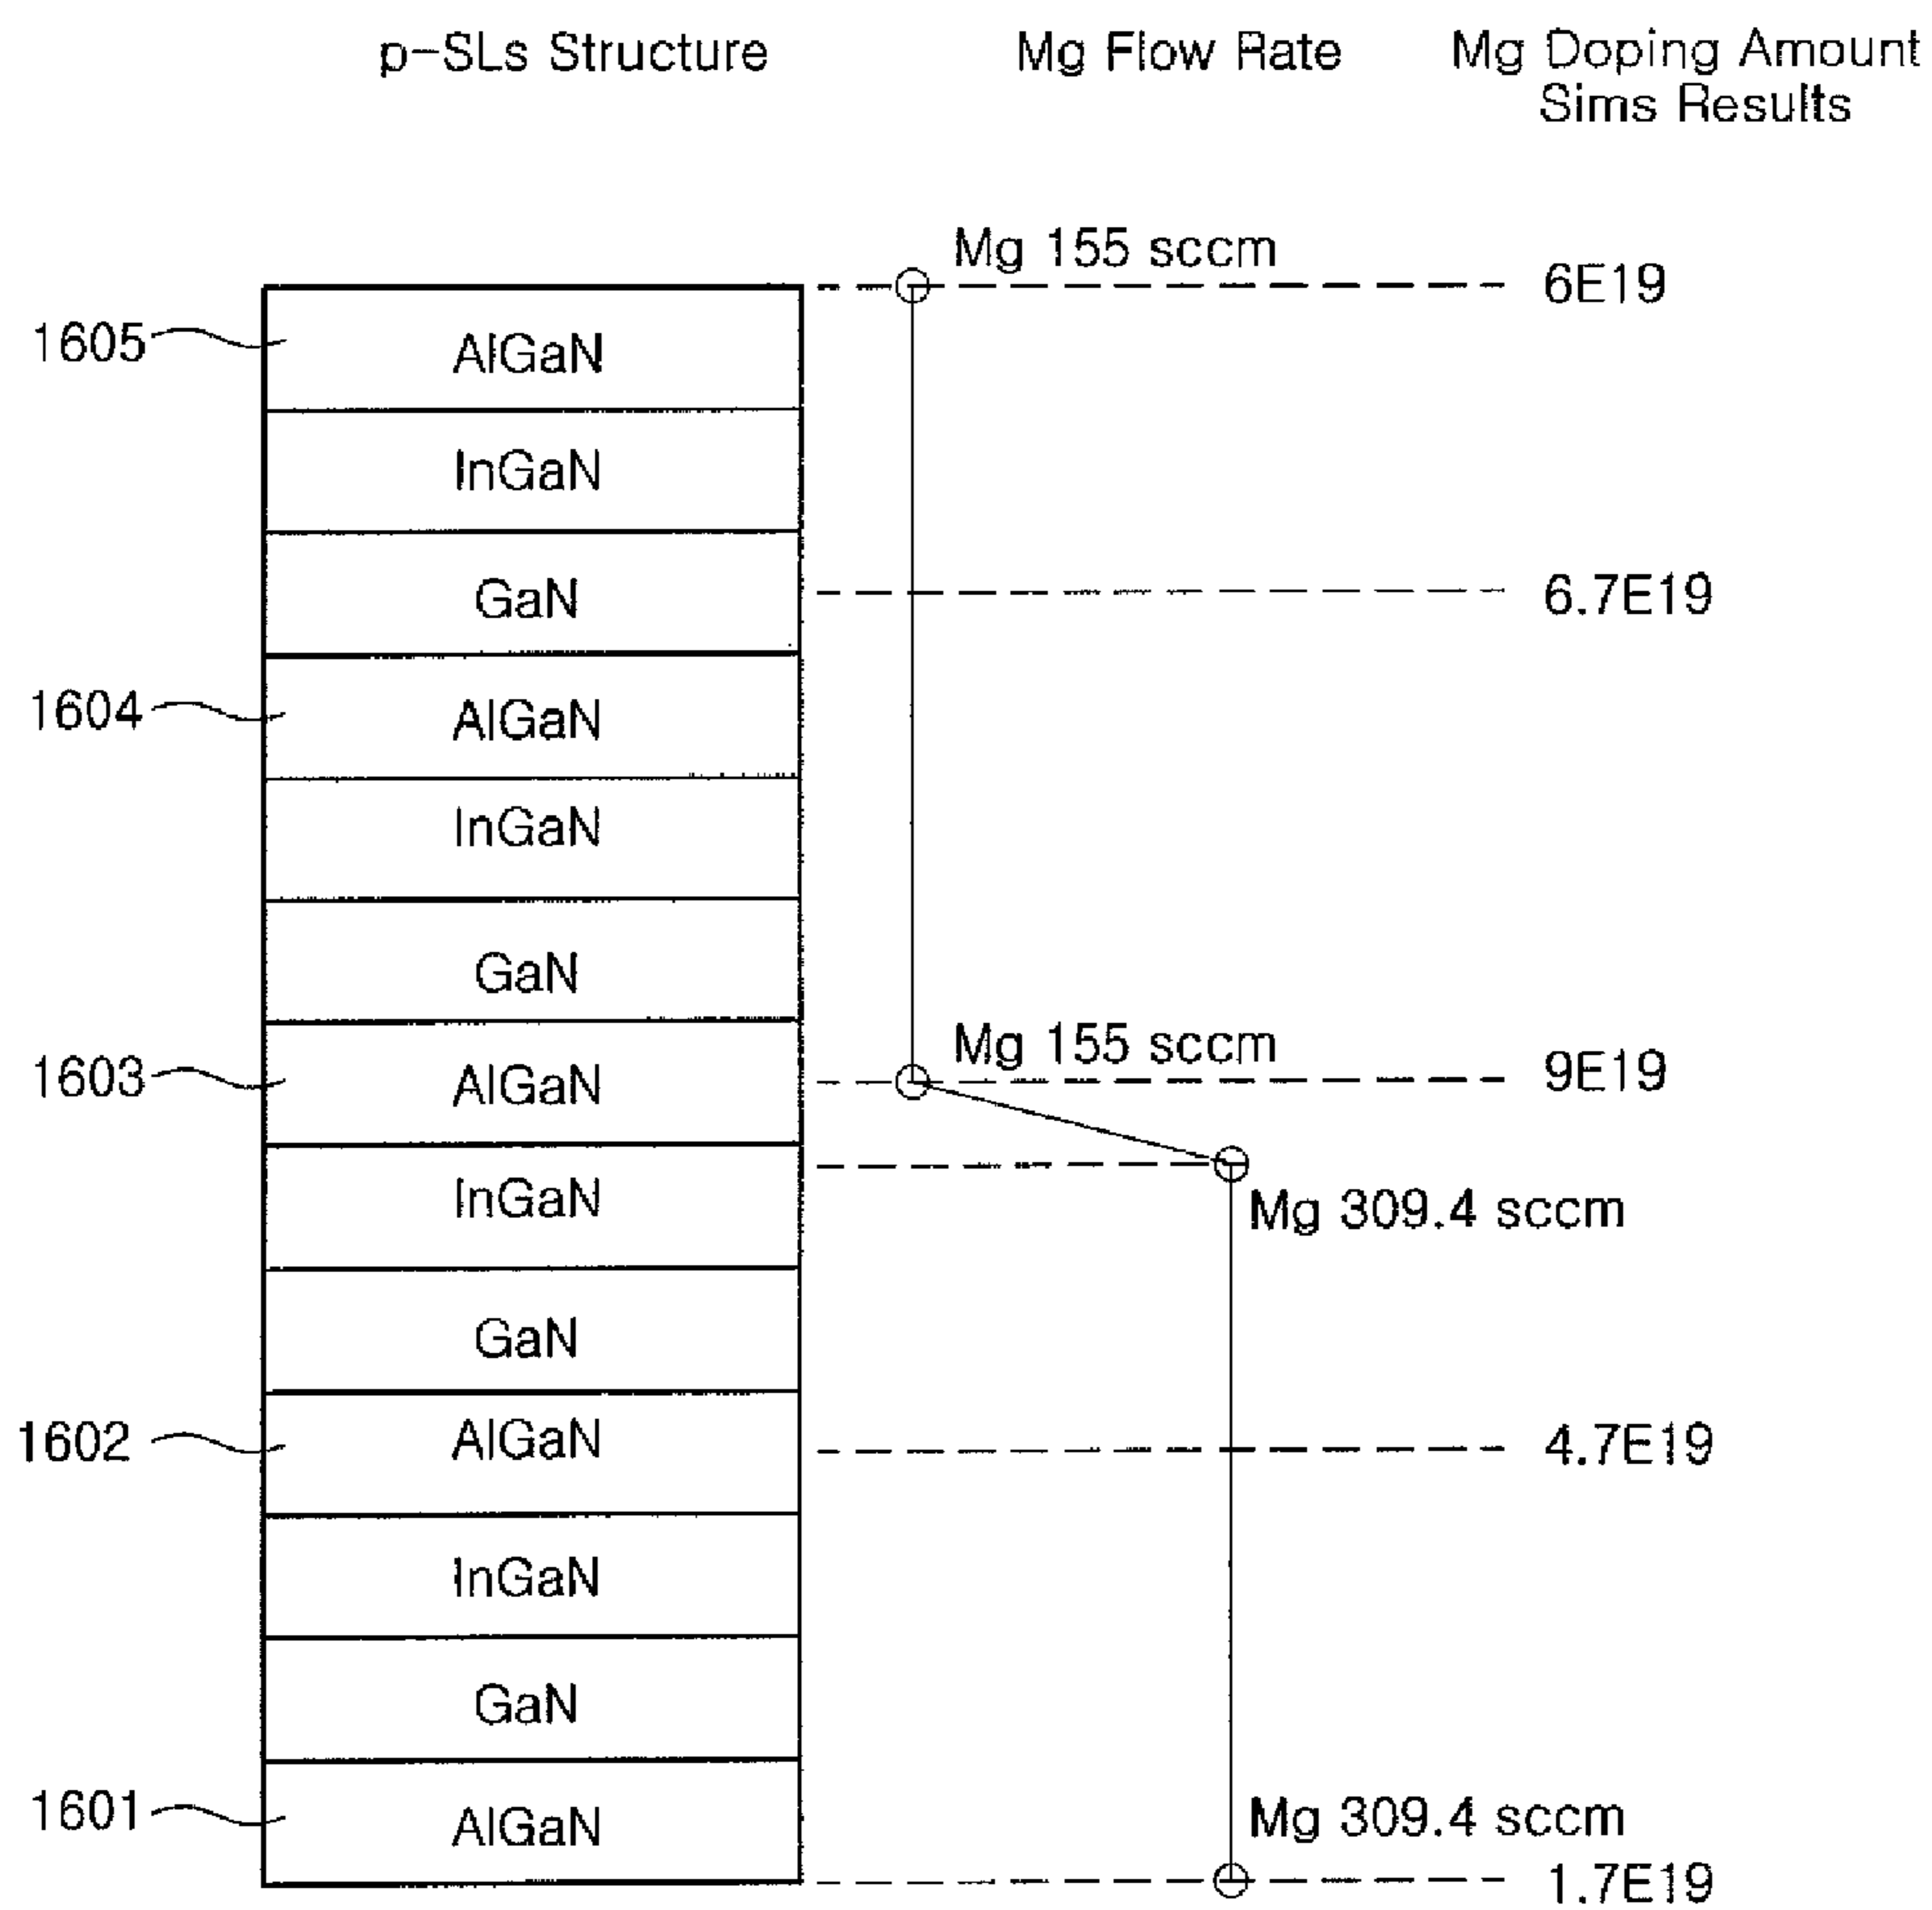 p-SLs Structure
Mg Flow Rate
Mg Doping Amount
Sims Results
Mg 155 sccm
6E19
1605
AlGaN
InGaN
GaN
6.7E19
1604
AlGaN
InGaN
GaN
Mg 155 sccm
1603
AlGaN
9E19
InGaN
Mg 309.4 sccm
GaN
1602
AlGaN
4.7E19
InGaN
GaN
1601
AlGaN
Mg 309.4 sccm
1.7E19